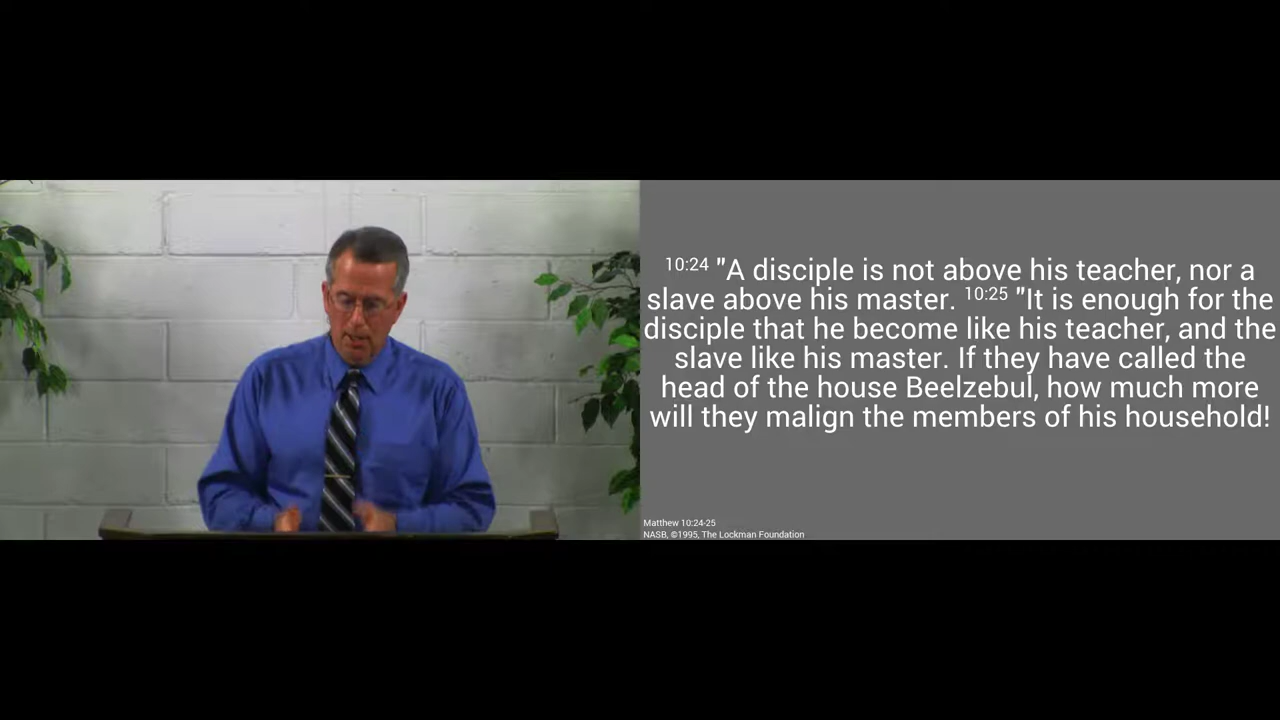 10:24 "A disciple is not above his teacher, nor a
slave above his master. 10:25 "It is enough for the
disciple that he become like his teacher, and the
slave like his master. If they have called the
head of the house Beelzebul, how much more
will they malign the members of his household!
Matthew 10:24-25
NASB, ©1995, The Lockman Foundation